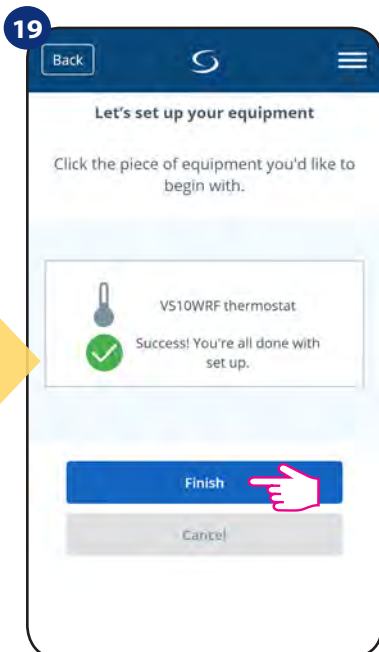 19
Back
Let's set up your equipment
Click the piece of equipment you'd like to
begin with.
VS10WRF thermostat
Success! You're all done with
set up.
Finish
Cancel